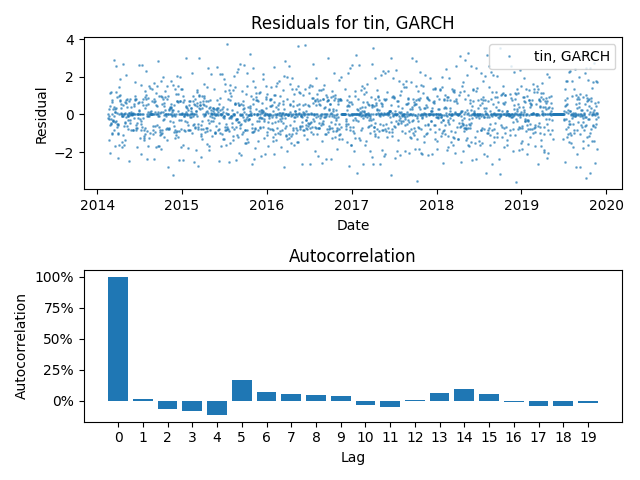 Residuals for tin, GARCH
4
2
0
−2
Residual
tin, GARCH
2014 2015 2016 2017 2018 2019 2020
Date
Autocorrelation
100%
75%
50%
25%
0%
Autocorrelation
0 1 2 3 4 5 6 7 8 9 10 11 12 13 14 15 16 17 18 19
Lag